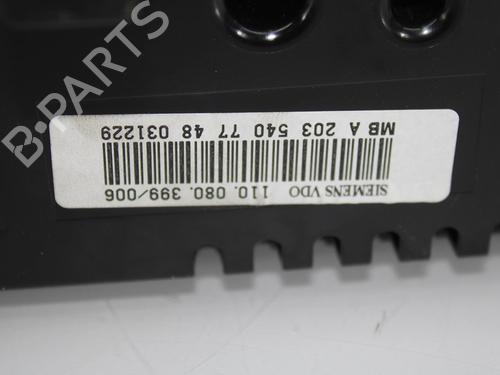 MB A 203 540 77 48 031229
SIEMENS VDO 110. 080. 399/006
B-PARTS